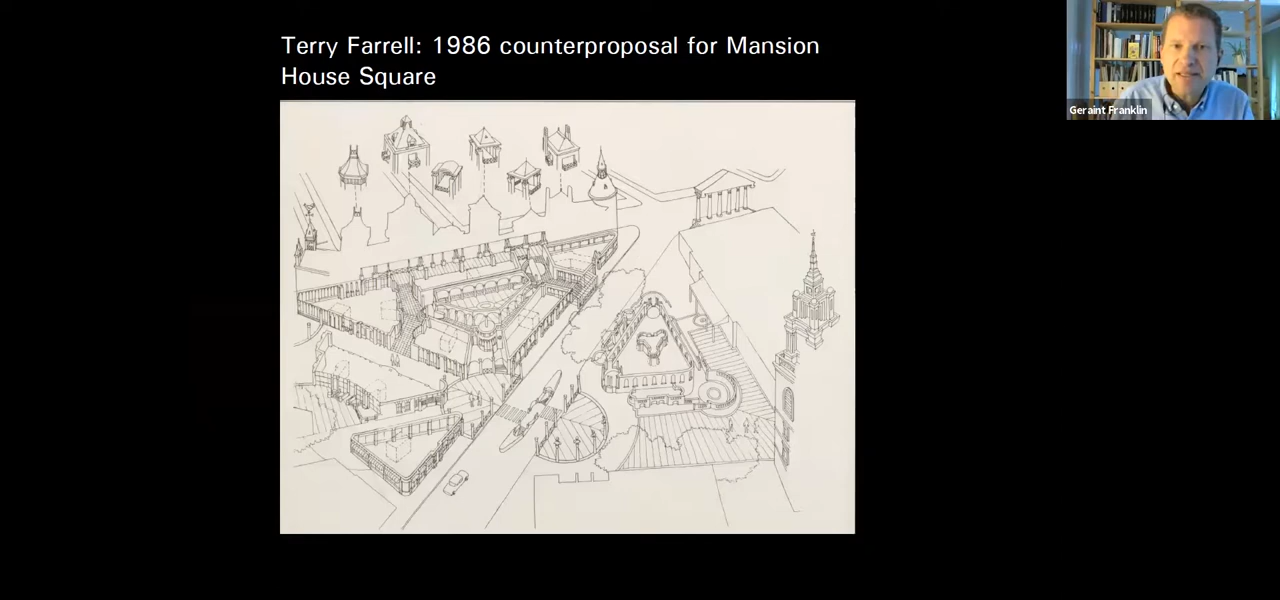 Terry Farrell: 1986 counterproposal for Mansion
House Square
Geraint Franklin